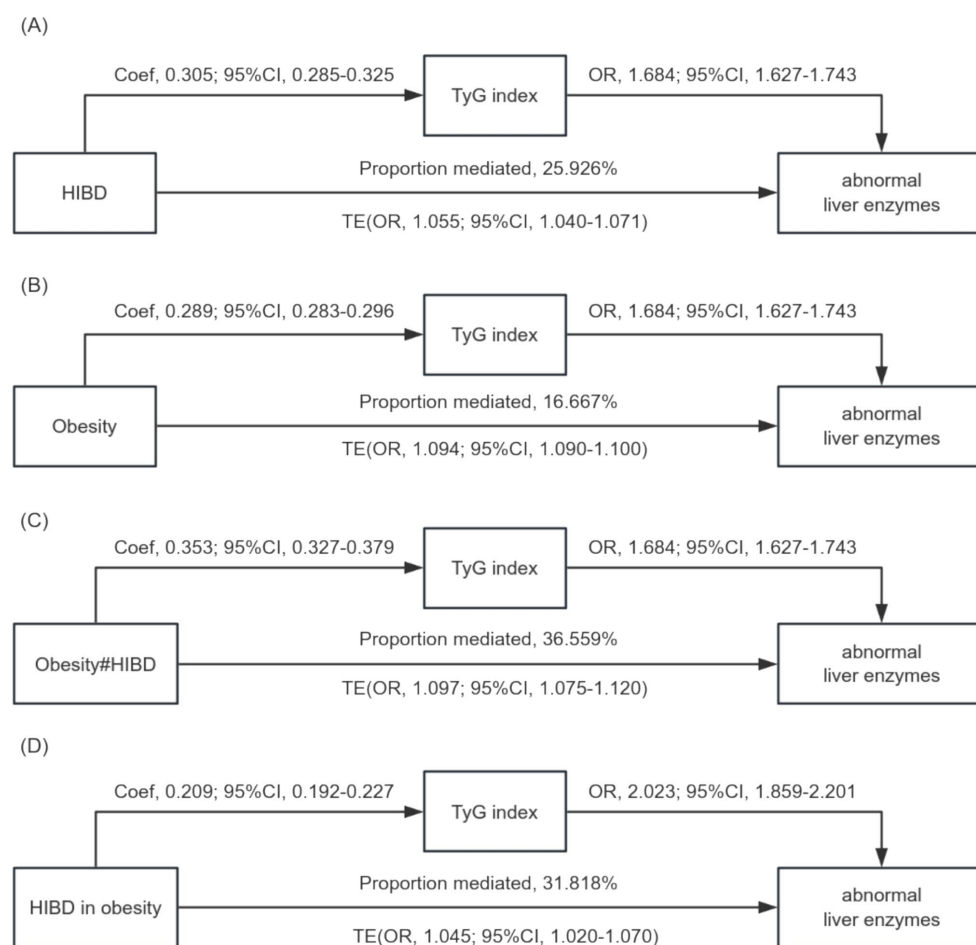 (A)
Coef, 0.305; 95%CI, 0.285-0.325
TyG index
OR, 1.684; 95%CI, 1.627-1.743
HIBD
Proportion mediated, 25.926%
TE(OR, 1.055; 95%CI, 1.040-1.071)
abnormal
liver enzymes
(B)
Coef, 0.289; 95%CI, 0.283-0.296
TyG index
OR, 1.684; 95%CI, 1.627-1.743
Obesity
Proportion mediated, 16.667%
TE(OR, 1.094; 95%CI, 1.090-1.100)
abnormal
liver enzymes
(C)
Coef, 0.353; 95%CI, 0.327-0.379
TyG index
OR, 1.684; 95%CI, 1.627-1.743
Obesity#HIBD
Proportion mediated, 36.559%
TE(OR, 1.097; 95%CI, 1.075-1.120)
abnormal
liver enzymes
(D)
Coef, 0.209; 95%CI, 0.192-0.227
TyG index
OR, 2.023; 95%CI, 1.859-2.201
HIBD in obesity
Proportion mediated, 31.818%
TE(OR, 1.045; 95%CI, 1.020-1.070)
abnormal
liver enzymes